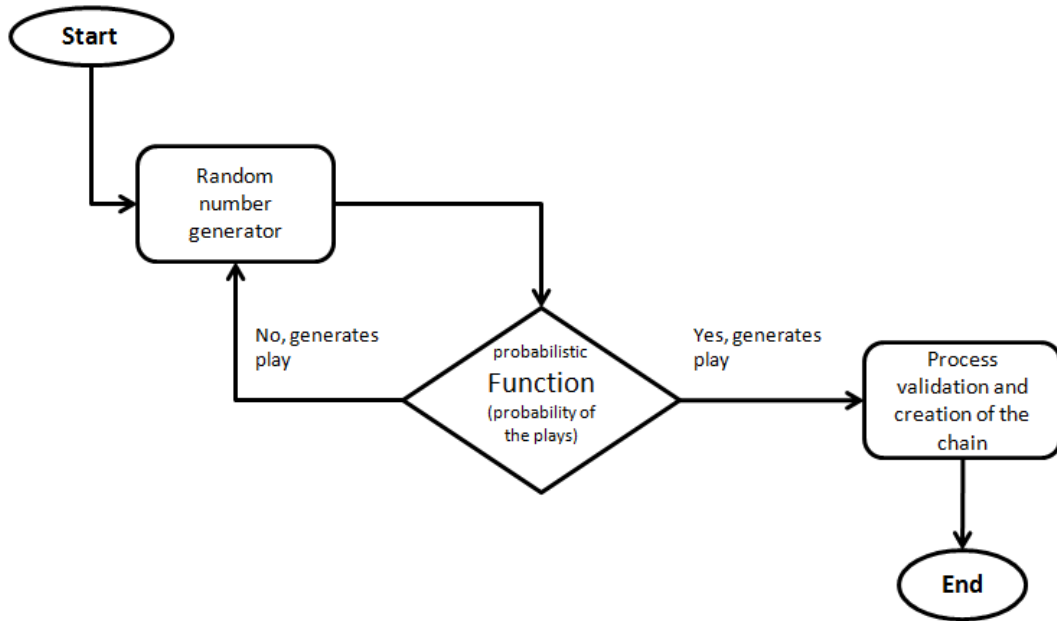 Start
Random
number
generator
No, generates
play
probabilistic
Function
(probability of
the plays)
Yes, generates
play
Process
validation and
creation of the
chain
End